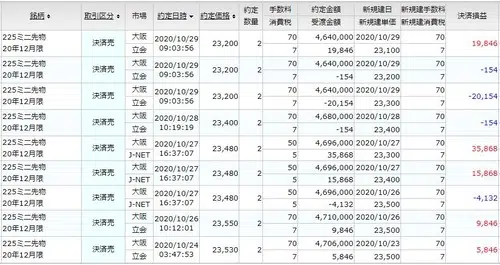 銘柄 取引区分 市場 約定日時 約定価格 約定数量 手数料 消費税 約定金額 受渡金額 新規建日 新規建単価 新規建手数料 新規建消費税 決済損益
225ミニ先物 決済売 大阪 2020/10/29 23,200 2 70 4,640,000 2020/10/29 70 19,846
20年12月限 立会 09:03:56 7 19,846 23,100 7
225ミニ先物 決済売 大阪 2020/10/29 23,200 2 70 4,640,000 2020/10/29 70 -154
20年12月限 立会 09:03:56 7 -154 23,200 7
225ミニ先物 決済売 大阪 2020/10/29 23,200 2 70 4,640,000 2020/10/29 70 -20,154
20年12月限 立会 09:03:56 7 -20,154 23,300 7
225ミニ先物 決済売 大阪 2020/10/28 23,400 2 70 4,680,000 2020/10/28 70 -154
20年12月限 立会 10:19:19 7 -154 23,400 7
225ミニ先物 決済売 大阪 2020/10/27 23,480 2 50 4,696,000 2020/10/27 70 35,868
20年12月限 J-NET 16:37:07 5 35,868 23,300 7
225ミニ先物 決済売 大阪 2020/10/27 23,480 2 50 4,696,000 2020/10/27 70 15,868
20年12月限 J-NET 16:37:07 5 15,868 23,400 7
225ミニ先物 決済売 大阪 2020/10/27 23,480 2 50 4,696,000 2020/10/26 70 -4,132
20年12月限 J-NET 16:37:07 5 -4,132 23,500 7
225ミニ先物 決済売 大阪 2020/10/26 23,550 2 70 4,710,000 2020/10/26 70 9,846
20年12月限 立会 10:12:01 7 9,846 23,500 7
225ミニ先物 決済売 大阪 2020/10/24 23,530 2 70 4,706,000 2020/10/23 70 5,846
20年12月限 立会 03:47:53 7 5,846 23,500 7